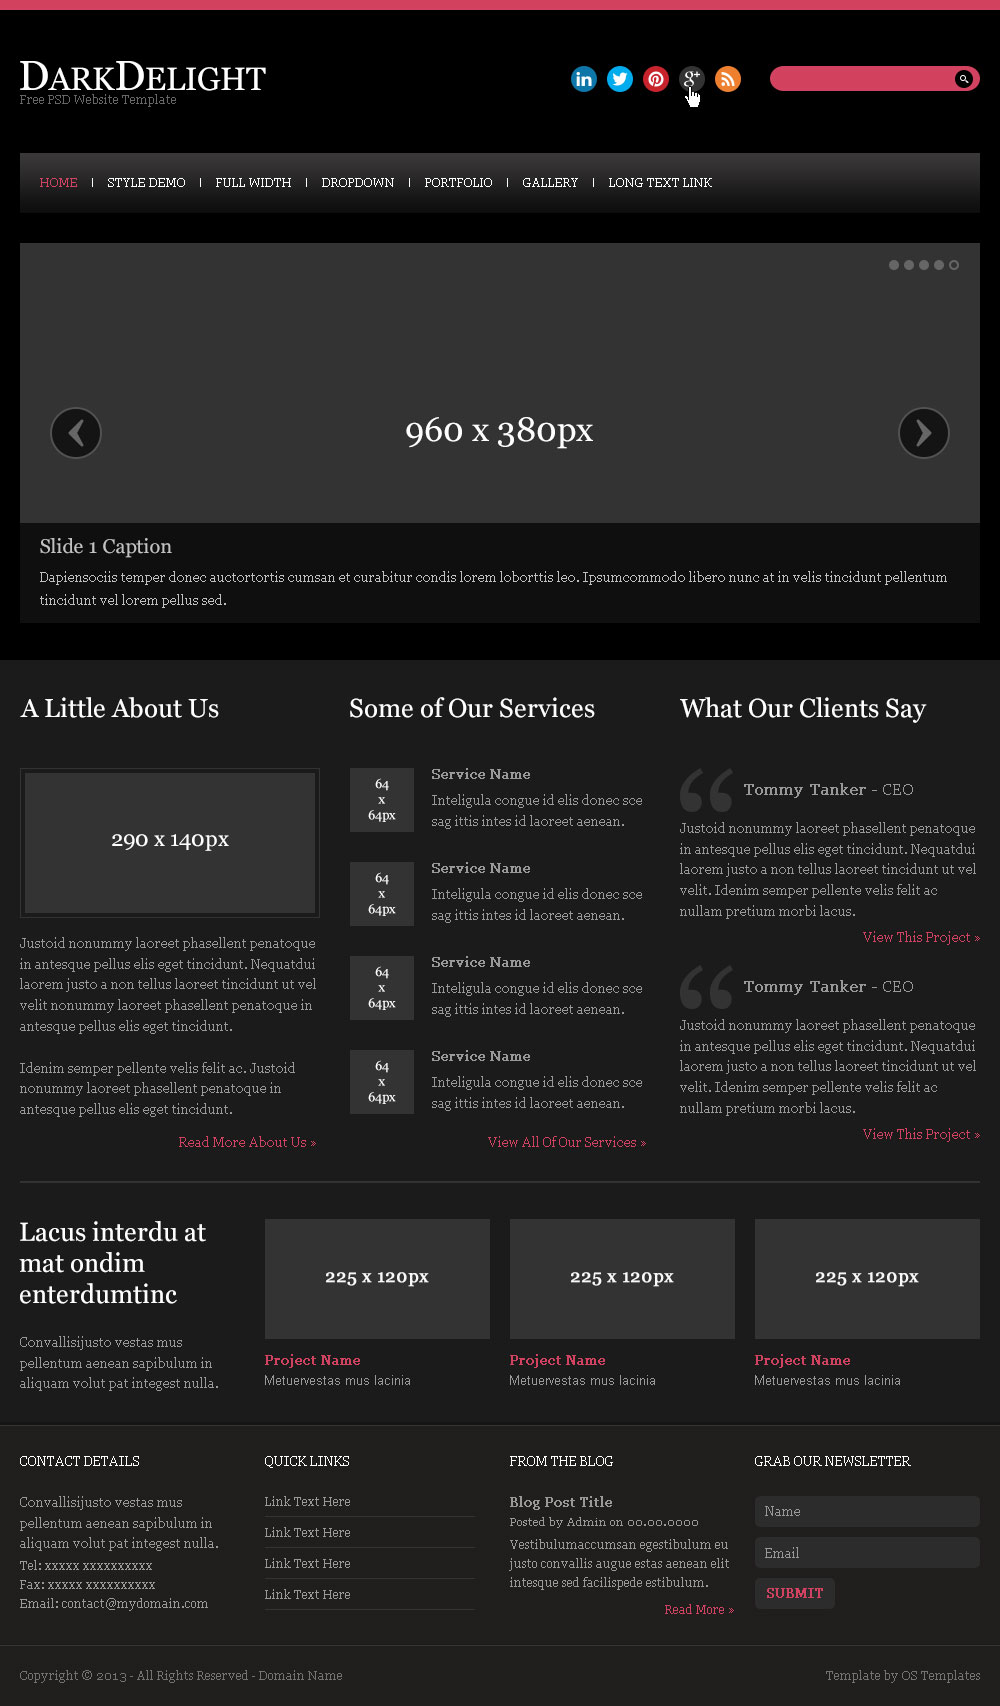 DARKDELIGHT
Free PSD Website Template
HOME | STYLE DEMO | FULL WIDTH | DROPDOWN | PORTFOLIO | GALLERY | LONG TEXT LINK
960 x 380px
Slide 1 Caption
Dapiensociis temper donec auctortortis cumsan et curabitur condis lorem loborttis leo. Ipsumcommodo libero nunc at in velis tincidunt pellentum
tincidunt vel lorem pellus sed.
A Little About Us
290 x 140px
Justoid nonummy laoreet phasellent penatoque
in antesque pellus elis eget tincidunt. Nequatdui
laorem justo a non tellus laoreet tincidunt ut vel
velit nonummy laoreet phasellent penatoque in
antesque pellus elis eget tincidunt.
Idenim semper pellente velis felit ac. Justoid
nonummy laoreet phasellent penatoque in
antesque pellus elis eget tincidunt.
Read More About Us »
Some of Our Services
64
x
64px
Service Name
Inteligula congue id elis donec sce
sag ittis intes id laoreet aenean.
64
x
64px
Service Name
Inteligula congue id elis donec sce
sag ittis intes id laoreet aenean.
64
x
64px
Service Name
Inteligula congue id elis donec sce
sag ittis intes id laoreet aenean.
64
x
64px
Service Name
Inteligula congue id elis donec sce
sag ittis intes id laoreet aenean.
View All Of Our Services »
What Our Clients Say
Tommy Tanker - CEO
Justoid nonummy laoreet phasellent penatoque
in antesque pellus elis eget tincidunt. Nequatdui
laorem justo a non tellus laoreet tincidunt ut vel
velit. Idenim semper pellente velis felit ac
nullam pretium morbi lacus.
View This Project »
Tommy Tanker - CEO
Justoid nonummy laoreet phasellent penatoque
in antesque pellus elis eget tincidunt. Nequatdui
laorem justo a non tellus laoreet tincidunt ut vel
velit. Idenim semper pellente velis felit ac
nullam pretium morbi lacus.
View This Project »
Lacus interdu at
mat ondim
enterdumtinc
Convallisijusto vestas mus
pellentum aenean sapibulum in
aliquam volut pat integest nulla.
225 x 120px
Project Name
Metuervestas mus lacinia
225 x 120px
Project Name
Metuervestas mus lacinia
225 x 120px
Project Name
Metuervestas mus lacinia
CONTACT DETAILS
Convallisijusto vestas mus
pellentum aenean sapibulum in
aliquam volut pat integest nulla.
Tel: xxxxx xxxxxxxxxx
Fax: xxxxx xxxxxxxxxx
Email: contact@mydomain.com
QUICK LINKS
Link Text Here
Link Text Here
Link Text Here
Link Text Here
FROM THE BLOG
Blog Post Title
Posted by Admin on 00.00.0000
Vestibulumaccumsan egestibulum eu
justo convallis augue estas aenean elit
intesque sed facilispede estibulum.
Read More »
GRAB OUR NEWSLETTER
Name
Email
SUBMIT
Copyright © 2013 - All Rights Reserved - Domain Name
Template by OS Templates